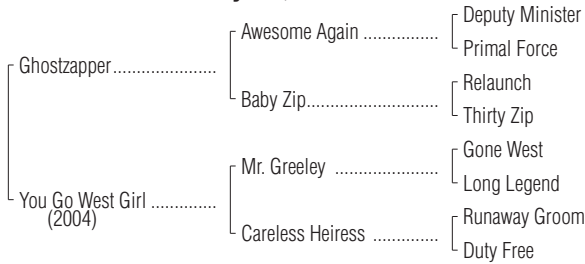 Deputy Minister
Awesome Again ...............
Primal Force
Ghostzapper.....................
Relaunch
Baby Zip..........................
Thirty Zip
Gone West
Mr. Greeley .....................
Long Legend
You Go West Girl .............
(2004)
Runaway Groom
Careless Heiress .............
Duty Free